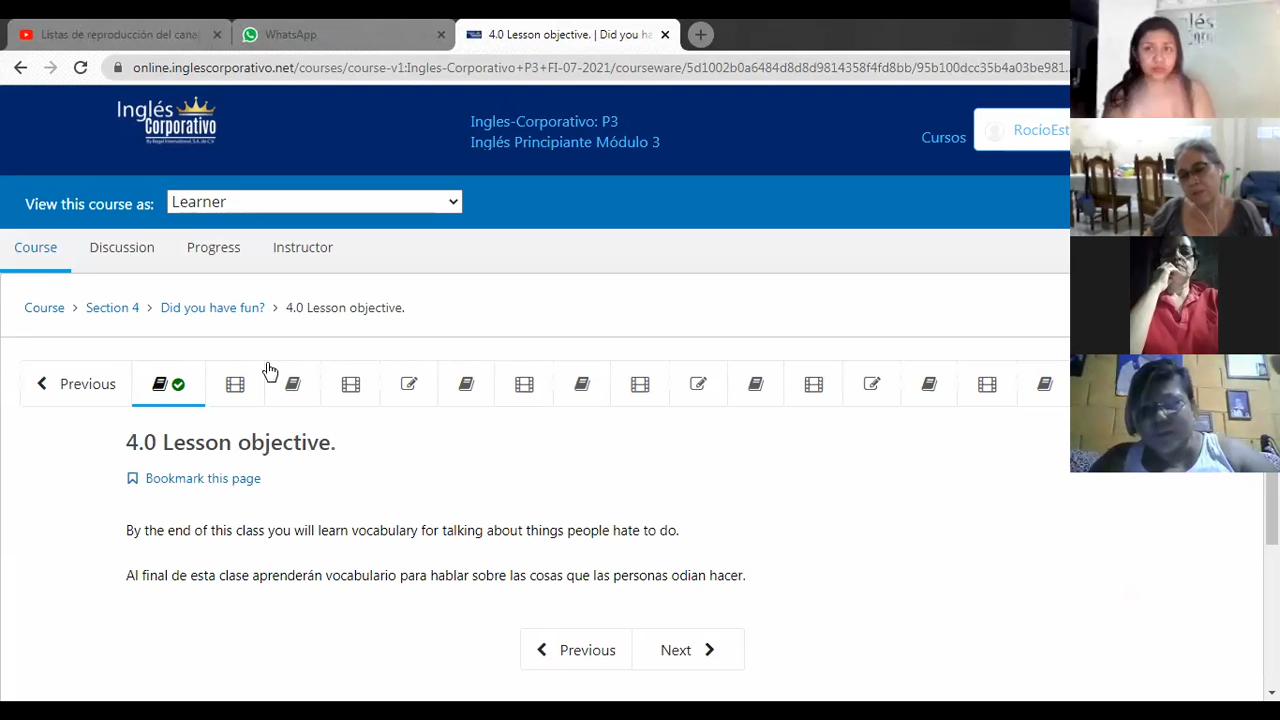 Listas de reproducción del cana
WhatsApp
4.0 Lesson objective. | Did you ha
online.inglescorporativo.net/courses/course-v1:Ingles-Corporativo+P3+FI-07-2021/courseware/5d1002b0a6484d8d8d9814358f4fd8bb/95b100dcc35b4a03be981...
Inglés
Corporativo
Ingles-Corporativo: P3
Inglés Principiante Módulo 3
Cursos
RocíoEst
View this course as:
Learner
Course
Discussion
Progress
Instructor
Course > Section 4 > Did you have fun? > 4.0 Lesson objective.
Previous
4.0 Lesson objective.
Bookmark this page
By the end of this class you will learn vocabulary for talking about things people hate to do.
Al final de esta clase aprenderán vocabulario para hablar sobre las cosas que las personas odian hacer.
Previous
Next